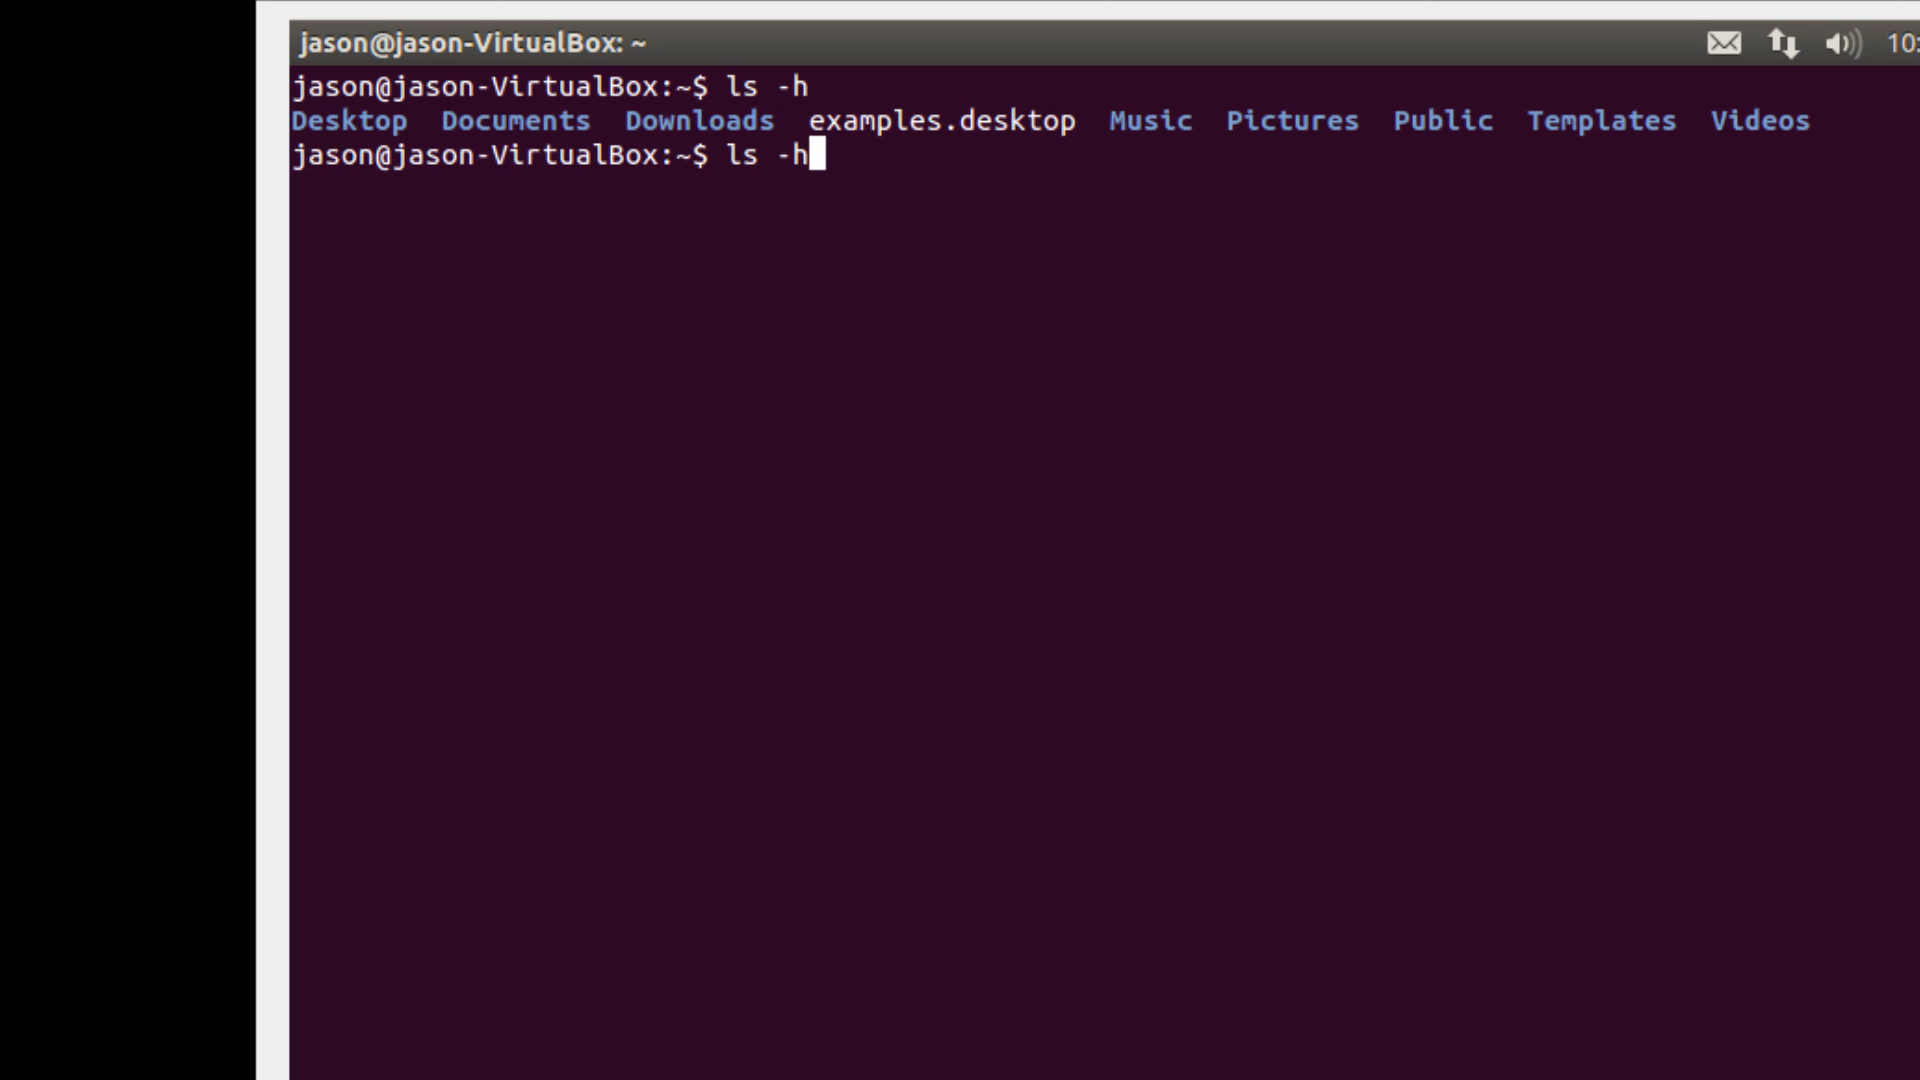 jason@jason-VirtualBox: ~ 10:
jason@jason-VirtualBox:~$ ls -h
Desktop Documents Downloads examples.desktop Music Pictures Public Templates Videos
jason@jason-VirtualBox:~$ ls -h